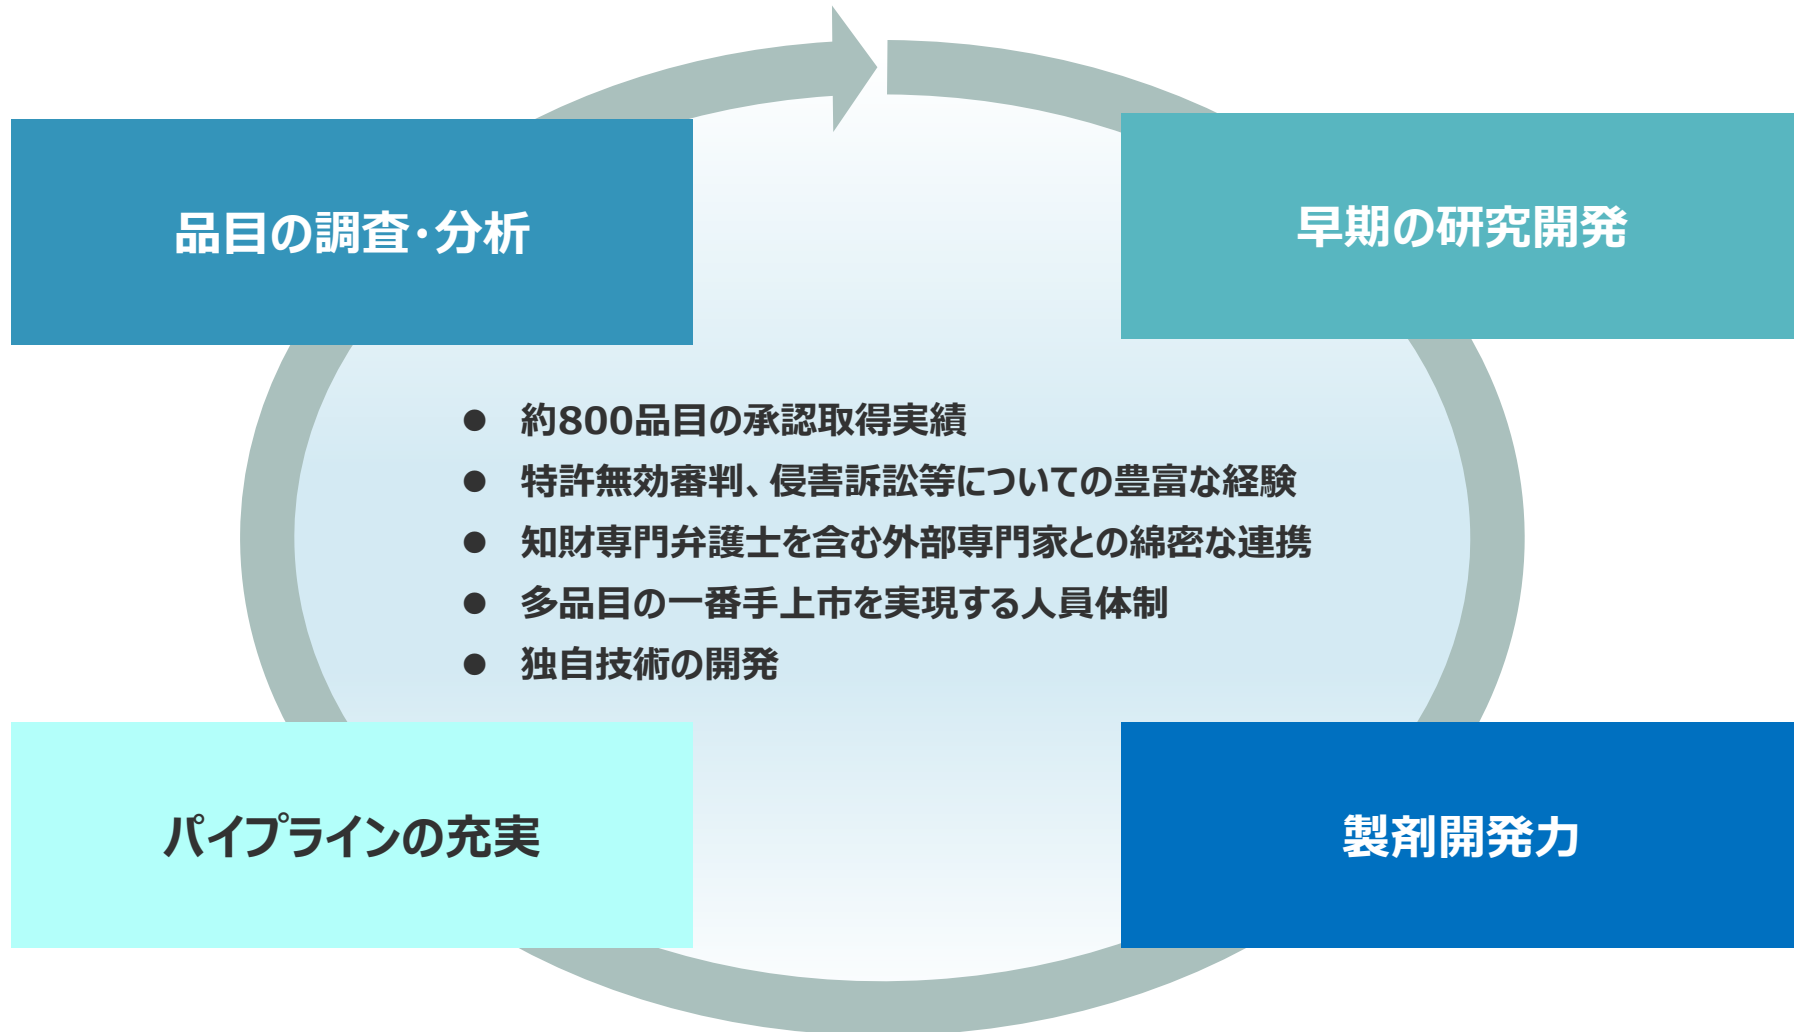 品目の調査・分析
早期の研究開発
約800品目の承認取得実績
特許無効審判、侵害訴訟等についての豊富な経験
知財専門弁護士を含む外部専門家との綿密な連携
多品目の一番手上市を実現する人員体制
独自技術の開発
パイプラインの充実
製剤開発力